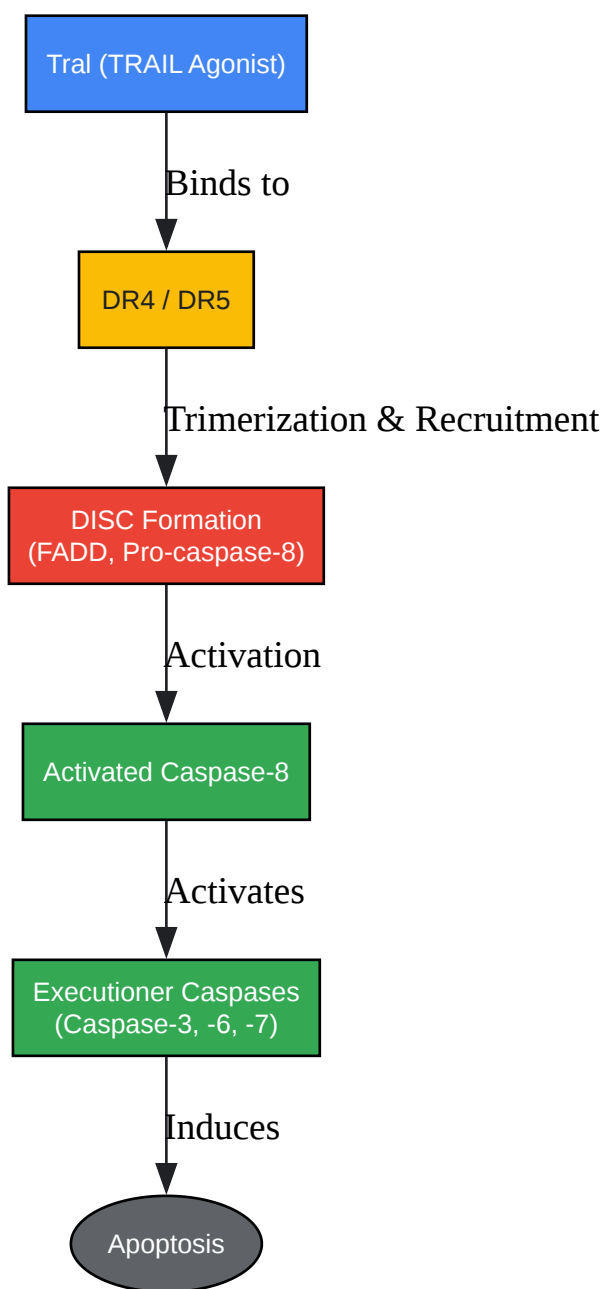 Tral (TRAIL Agonist)
Binds to
DR4 / DR5
Trimerization & Recruitment
DISC Formation
(FADD, Pro-caspase-8)
Activation
Activated Caspase-8
Activates
Executioner Caspases
(Caspase-3, -6, -7)
Induces
Apoptosis